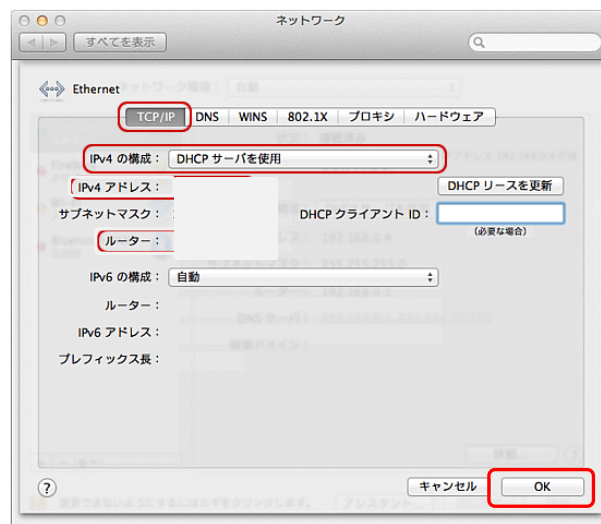 ネットワーク
すべてを表示
Ethernet
TCP/IP DNS WINS 802.1X プロキシ ハードウェア
IPv4 の構成： DHCP サーバを使用
IPv4 アドレス： DHCP リースを更新
サブネットマスク： DHCP クライアント ID：
(必要な場合)
ルーター：
IPv6 の構成： 自動
ルーター：
IPv6 アドレス：
プレフィックス長：
? キャンセル OK